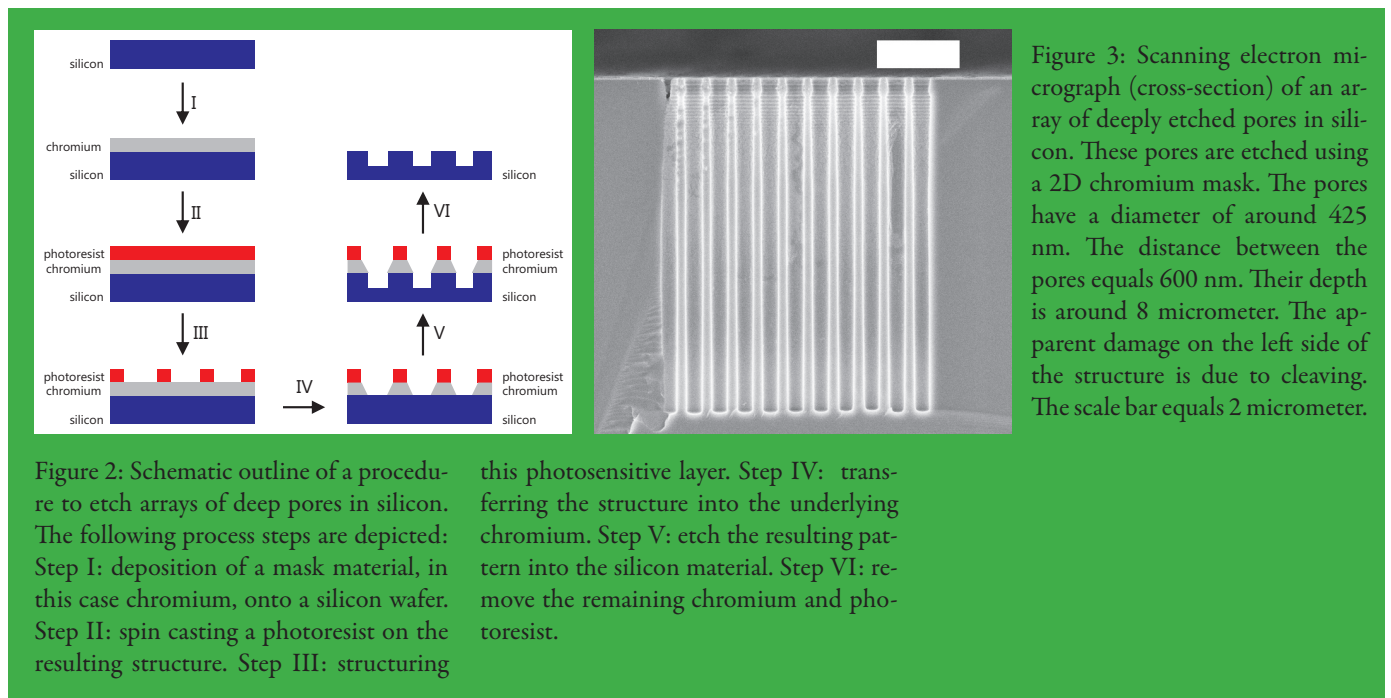 silicon
I
chromium
silicon
II
photoresist
chromium
silicon
III
photoresist
chromium
silicon
IV
photoresist
chromium
silicon
V
photoresist
chromium
silicon
VI
silicon
Figure 2: Schematic outline of a procedu-
re to etch arrays of deep pores in silicon.
The following process steps are depicted:
Step I: deposition of a mask material, in
this case chromium, onto a silicon wafer.
Step II: spin casting a photoresist on the
resulting structure. Step III: structuring
this photosensitive layer. Step IV: trans-
ferring the structure into the underlying
chromium. Step V: etch the resulting pat-
tern into the silicon material. Step VI: re-
move the remaining chromium and pho-
toresist.
Figure 3: Scanning electron mi-
crograph (cross-section) of an ar-
ray of deeply etched pores in sili-
con. These pores are etched using
a 2D chromium mask. The pores
have a diameter of around 425
nm. The distance between the
pores equals 600 nm. Their depth
is around 8 micrometer. The ap-
parent damage on the left side of
the structure is due to cleaving.
The scale bar equals 2 micrometer.